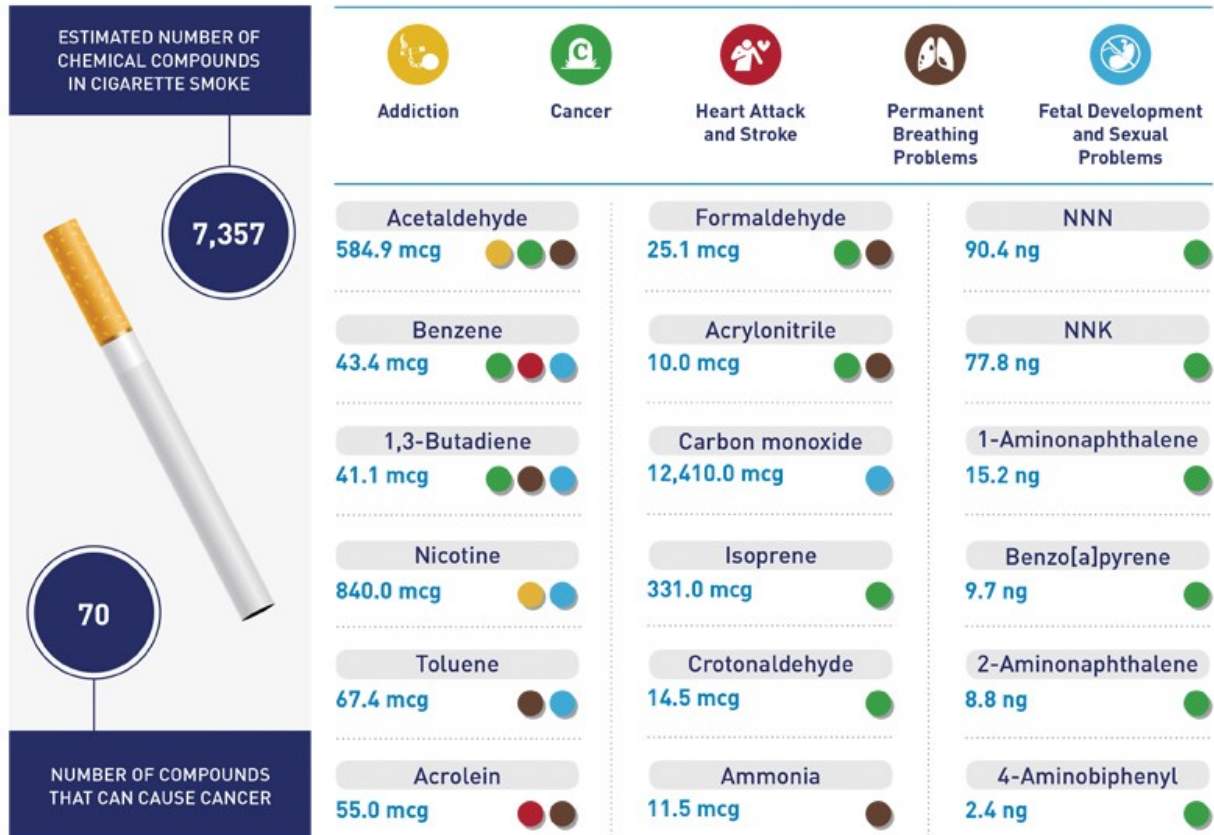 ESTIMATED NUMBER OF
CHEMICAL COMPOUNDS
IN CIGARETTE SMOKE
7,357
70
NUMBER OF COMPOUNDS
THAT CAN CAUSE CANCER
Addiction
C
Cancer
Heart Attack
and Stroke
Permanent
Breathing
Problems
Fetal Development
and Sexual
Problems
Acetaldehyde
584.9 mcg
Benzene
43.4 mcg
1,3-Butadiene
41.1 mcg
Nicotine
840.0 mcg
Toluene
67.4 mcg
Acrolein
55.0 mcg
Formaldehyde
25.1 mcg
Acrylonitrile
10.0 mcg
Carbon monoxide
12,410.0 mcg
Isoprene
331.0 mcg
Crotonaldehyde
14.5 mcg
Ammonia
11.5 mcg
NNN
90.4 ng
NNK
77.8 ng
1-Aminonaphthalene
15.2 ng
Benzo[a]pyrene
9.7 ng
2-Aminonaphthalene
8.8 ng
4-Aminobiphenyl
2.4 ng